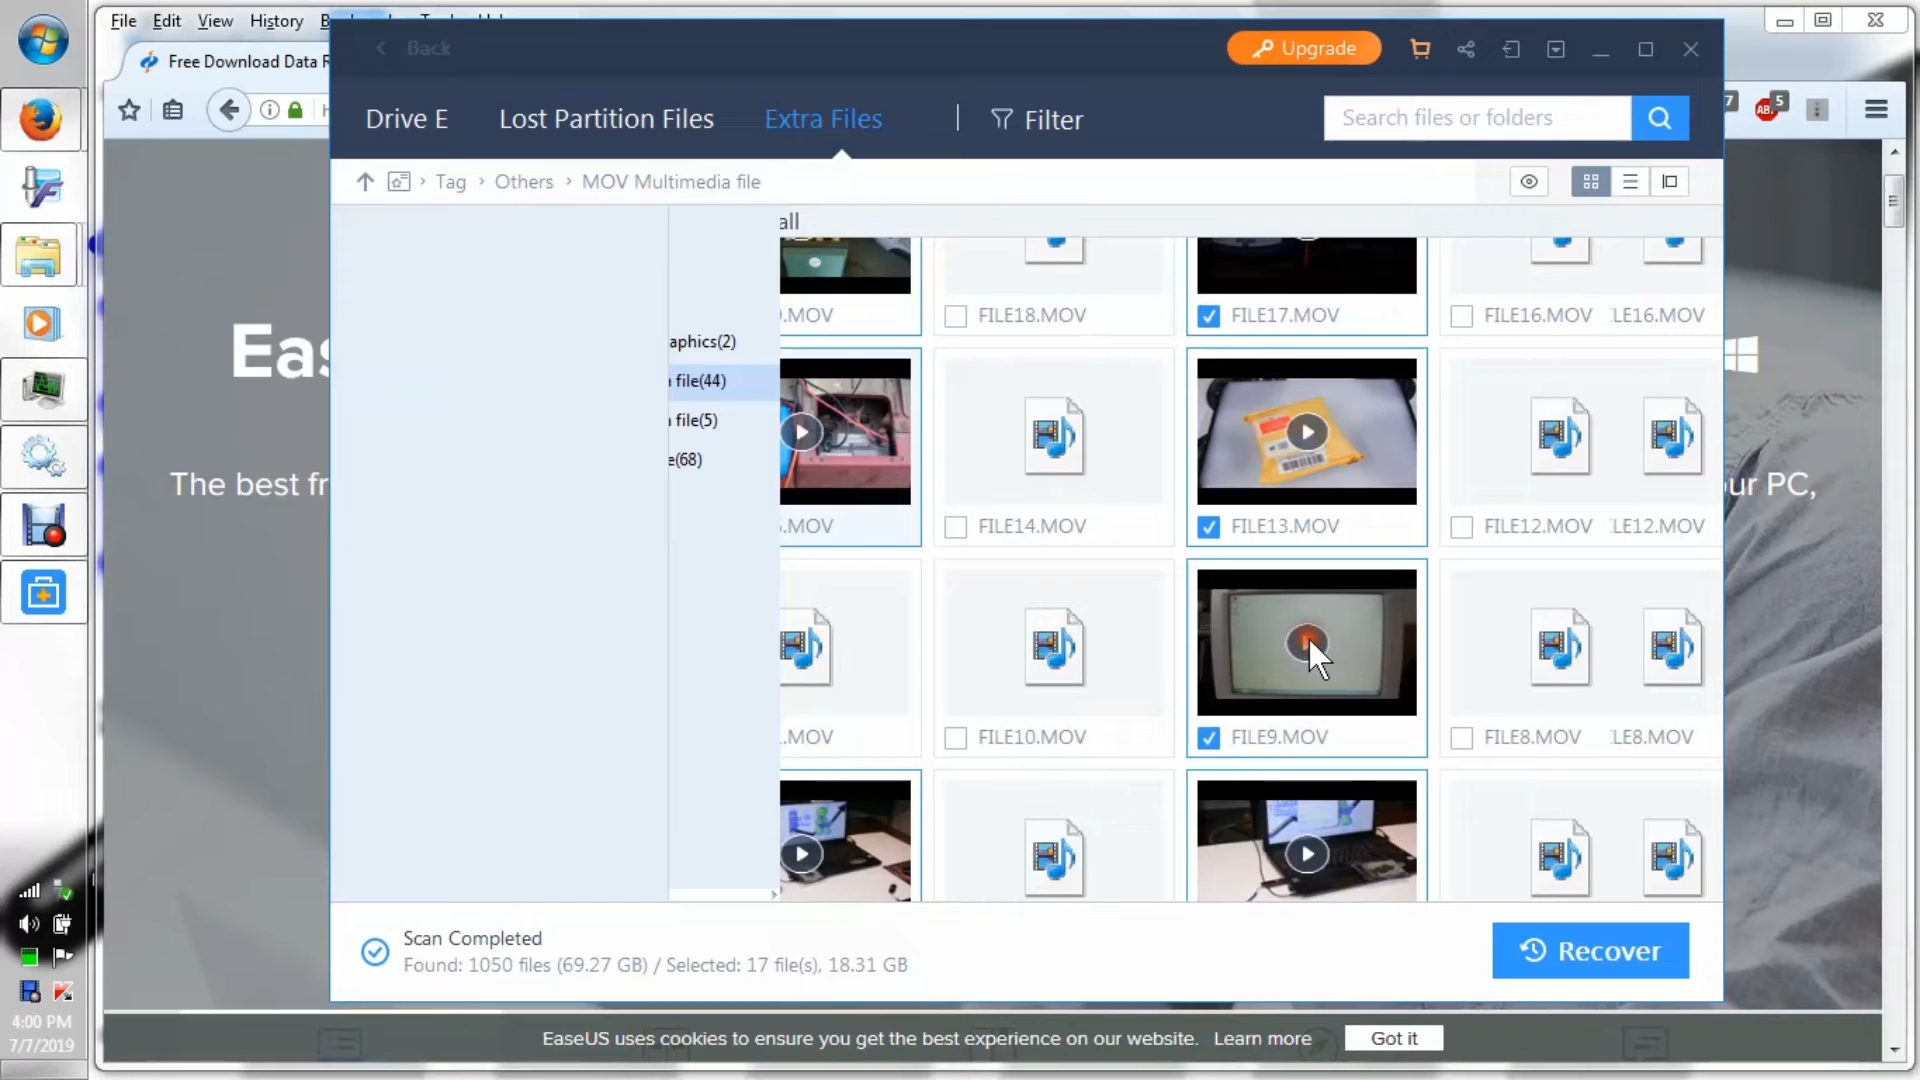 File Edit View History
Free Download Data R
Back
Upgrade
7
5
ABP
Drive E Lost Partition Files Extra Files Filter
Search files or folders
Tag > Others > MOV Multimedia file
all
.MOV FILE18.MOV FILE17.MOV FILE16.MOV :LE16.MOV
aphics(2)
file(44)
file(5)
e(68)
Eas
The best fr
ur PC,
.MOV FILE14.MOV FILE13.MOV FILE12.MOV :LE12.MOV
.MOV FILE10.MOV FILE9.MOV FILE8.MOV :LE8.MOV
Scan Completed
Found: 1050 files (69.27 GB) / Selected: 17 file(s), 18.31 GB
Recover
4:00 PM
7/7/2019
EaseUS uses cookies to ensure you get the best experience on our website. Learn more Got it